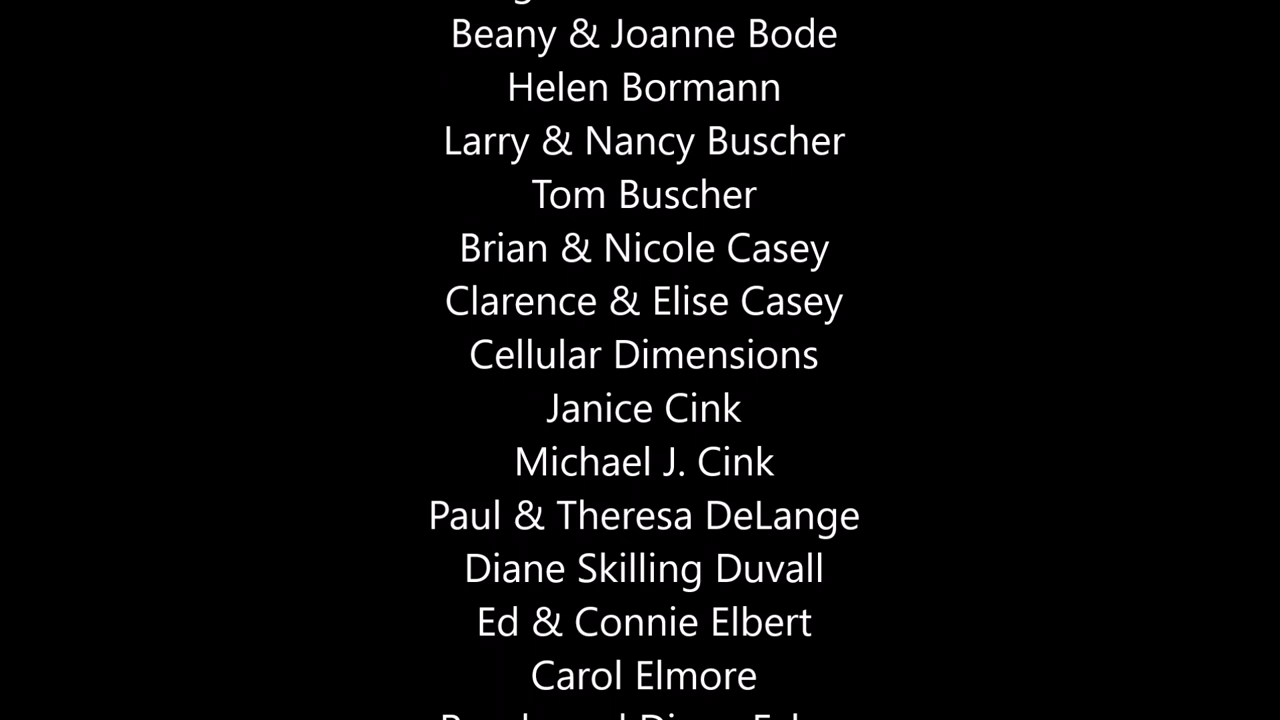 Beany & Joanne Bode
Helen Bormann
Larry & Nancy Buscher
Tom Buscher
Brian & Nicole Casey
Clarence & Elise Casey
Cellular Dimensions
Janice Cink
Michael J. Cink
Paul & Theresa DeLange
Diane Skilling Duvall
Ed & Connie Elbert
Carol Elmore